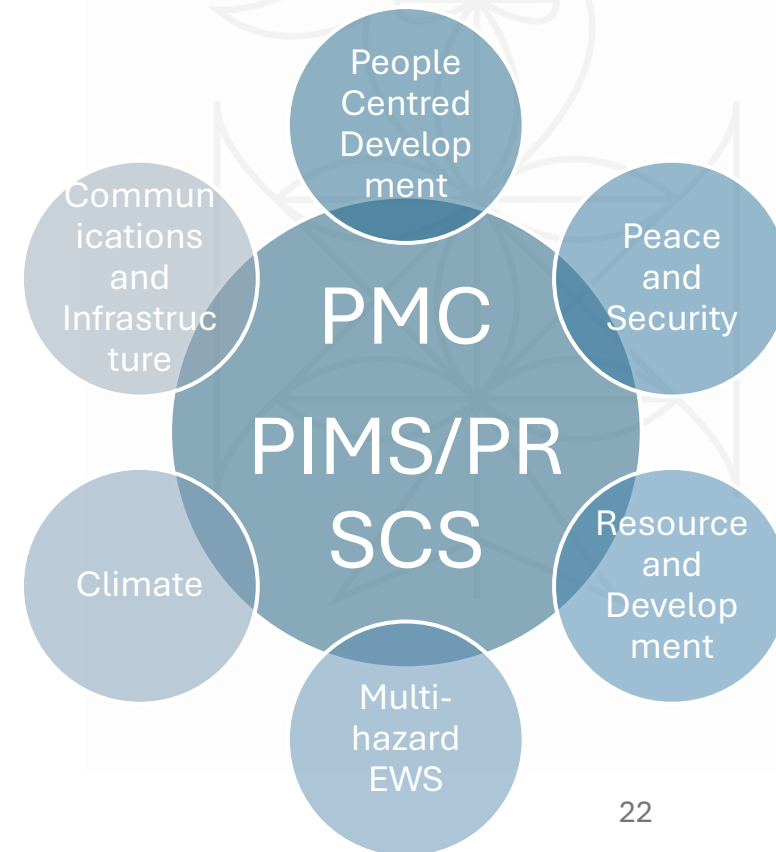 People
Centred
Develop
ment
Peace
and
Security
Resource
and
Develop
ment
Multi-
hazard
EWS
Climate
Commun
ications
and
Infrastruc
ture
PMC
PIMS/PR
SCS
22